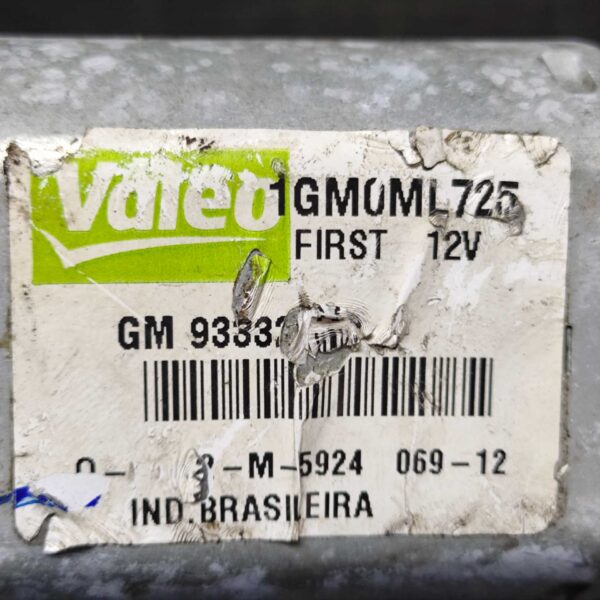 Valeo
1GM0ML725
FIRST 12V
GM 9333
-M-5924 069-12
IND.BRASILEIRA